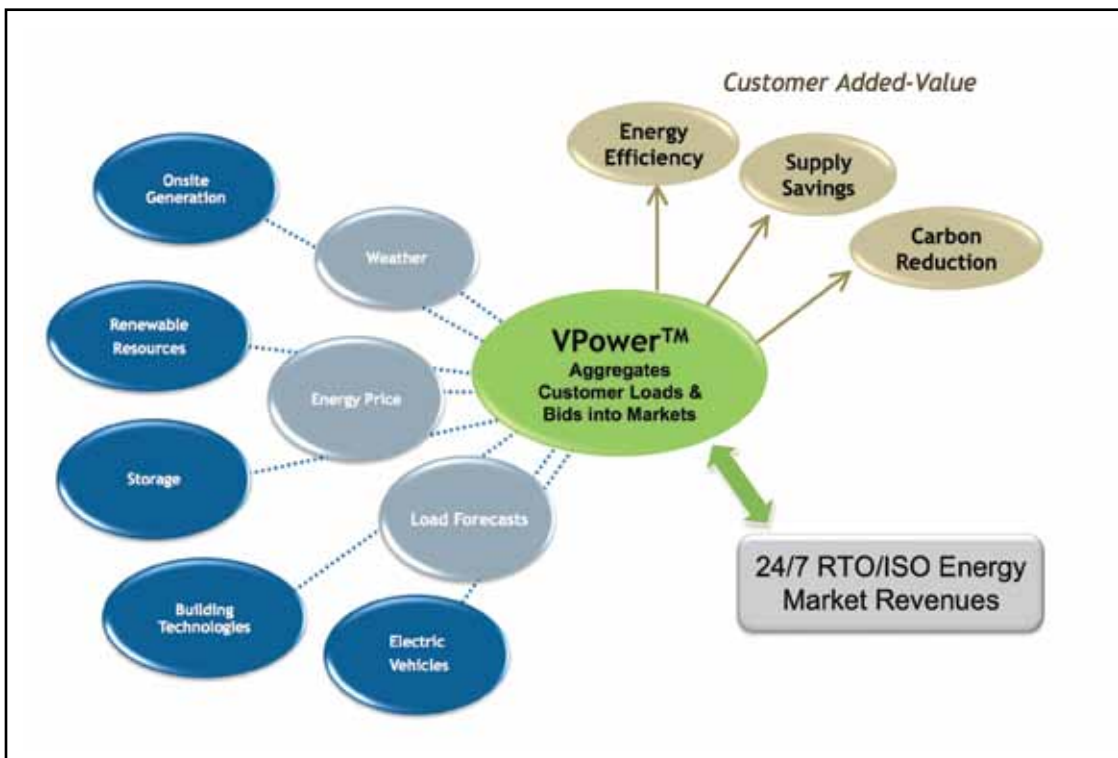 Customer Added-Value
Energy
Efficiency
Supply
Savings
Carbon
Reduction
Onsite
Generation
Weather
Renewable
Resources
Energy Price
Storage
Load Forecasts
Building
Technologies
Electric
Vehicles
VPower™
Aggregates
Customer Loads &
Bids into Markets
24/7 RTO/ISO Energy
Market Revenues